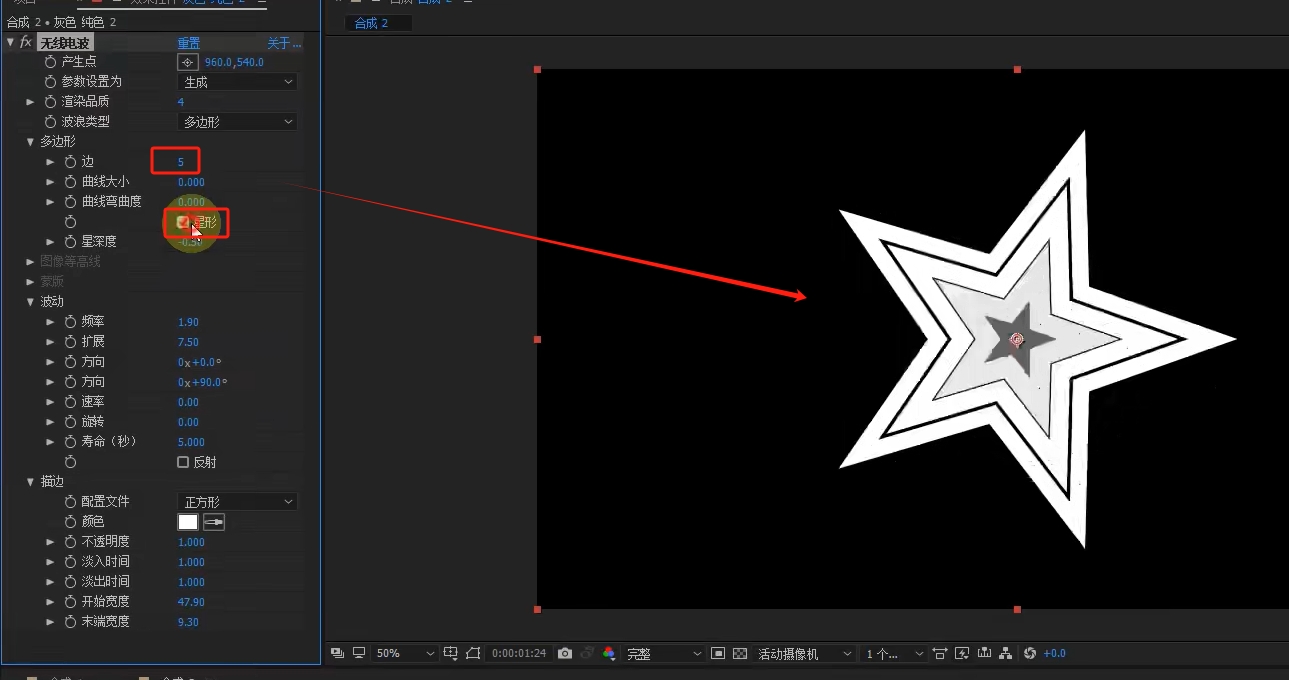 合成 2 • 灰色 纯色 2
合成 2
fx 无线电波 重置 关于...
产生点 960.0,540.0
参数设置为 生成
渲染品质 4
波浪类型 多边形
多边形
边 5
曲线大小 0.000
曲线弯曲度 0.000
星形
星深度
图像等高线
蒙版
波动
频率 1.90
扩展 7.50
方向 0x+0.0°
方向 0x+90.0°
速率 0.00
旋转 0.00
寿命（秒） 5.000
反射
描边
配置文件 正方形
颜色
不透明度 1.000
淡入时间 1.000
淡出时间 1.000
开始宽度 47.90
末端宽度 9.30
50% 0:00:01:24 完整 活动摄像机 1 个... +0.0